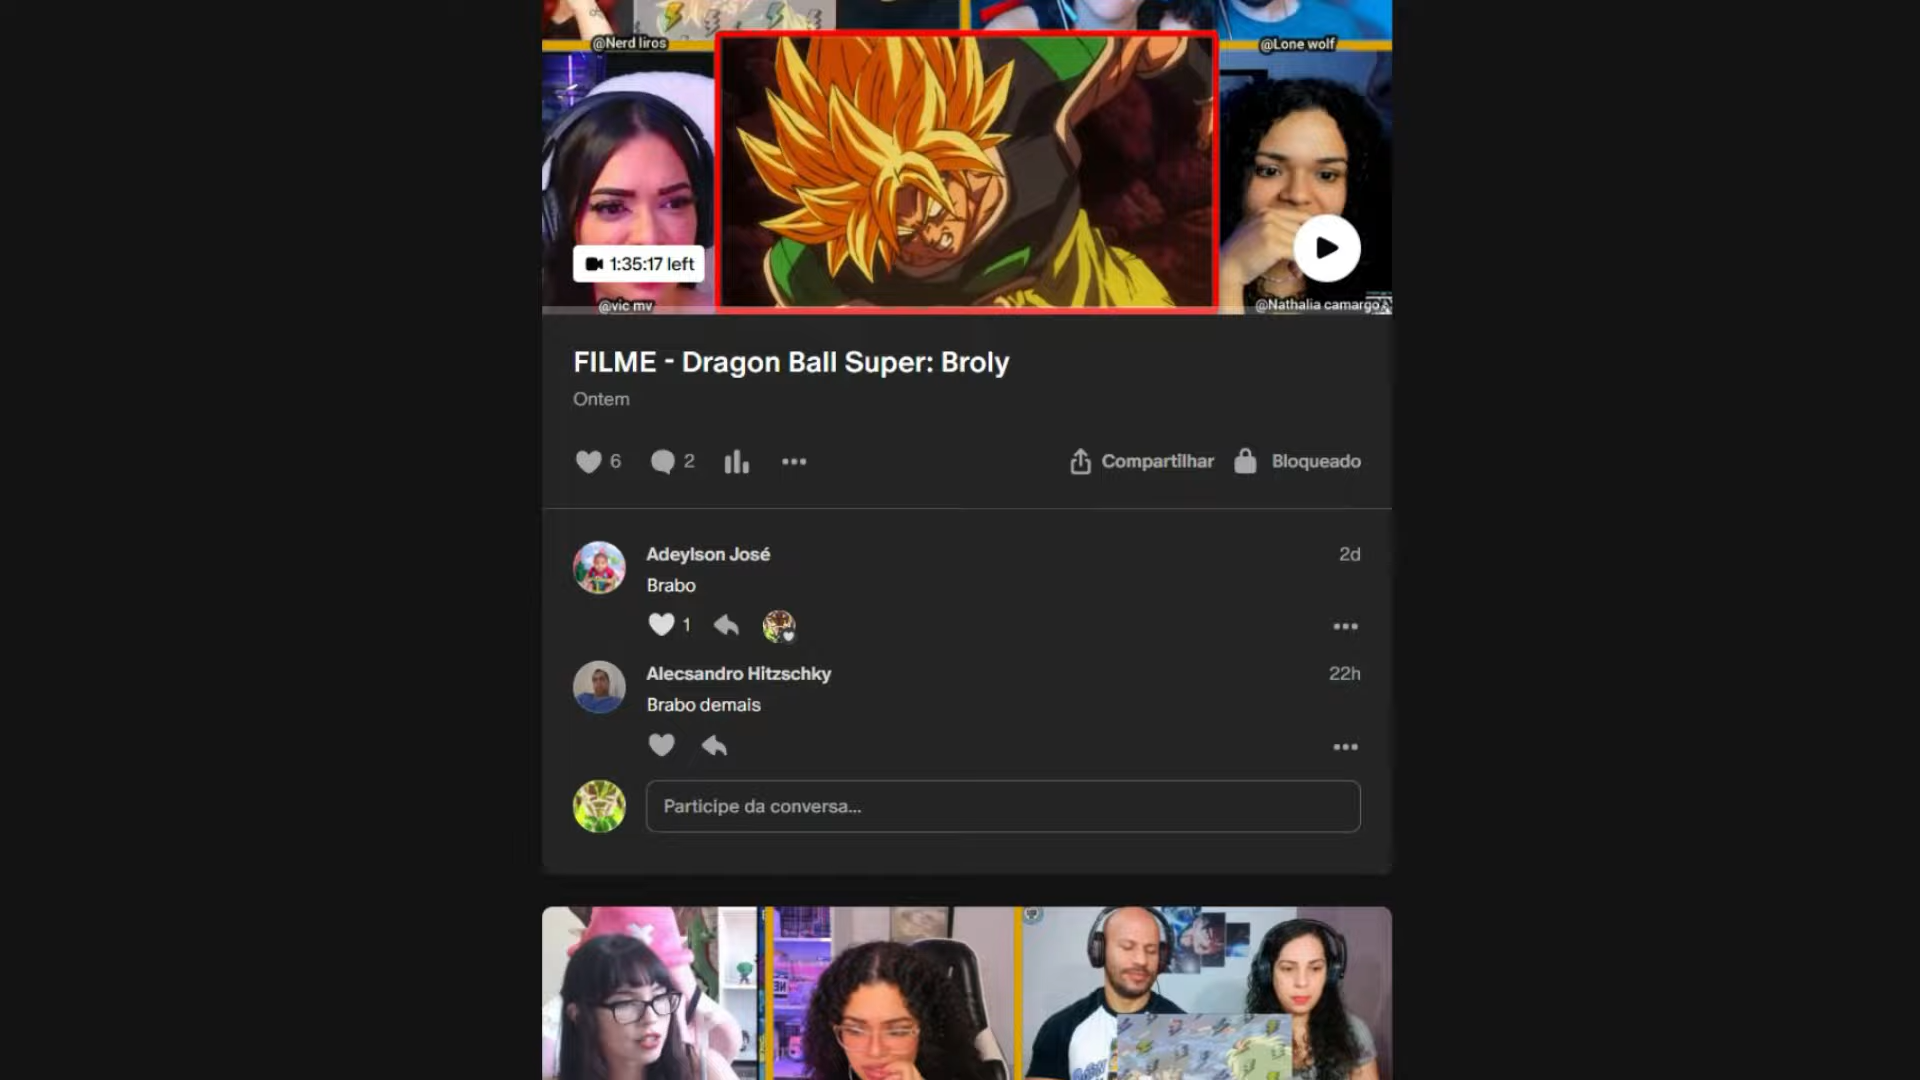 @Nerd liros
@Lone wolf
1:35:17 left
@vic mv
@Nathalia camargo
FILME - Dragon Ball Super: Broly
Ontem
6
2
Compartilhar
Bloqueado
Adeylson José
2d
Brabo
1
Alecsandro Hitzschky
22h
Brabo demais
Participe da conversa...